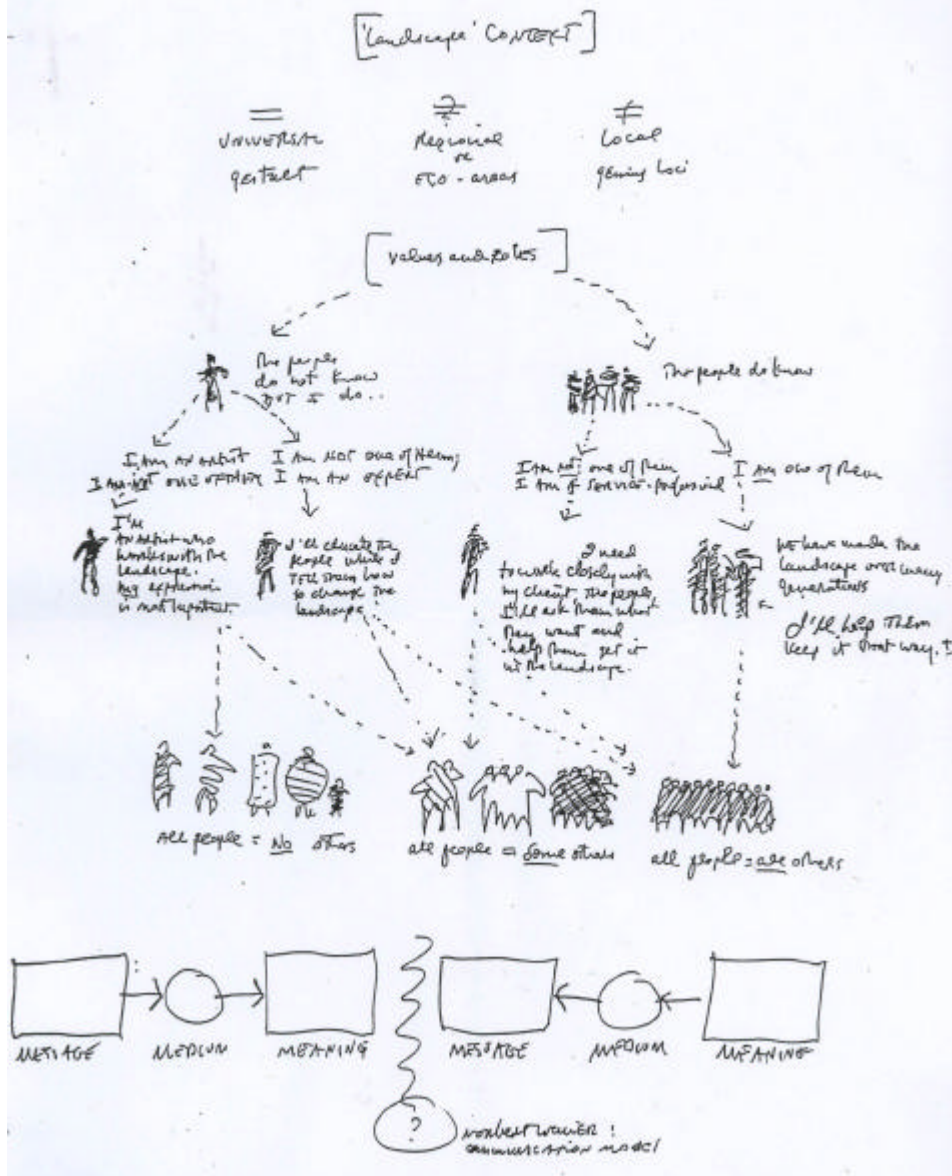 ['Landscape' CONTEXT]
=
UNIVERSAL
gestalt
Regional
or
ECO-areas
≠
Local
genius loci
[values and roles]
The people
do not know
BUT I do..
The people do know
I AM AN ARTIST
I AM NOT ONE OF THEM
I AM NOT one of them;
I AM AN EXPERT
I am not one of them
I am a SERVICE-professional
I am one of them
I'm
AN artist who
works with the
landscape.
my expression
is most important.
I'll educate the
people while I
TELL them how
to change the
landscape
I need
to work closely with
my client. The people,
I'll ask them what
they want and
help them get it
in the landscape.
We have made the
landscape over many
generations
I'll help them
keep it that way.
all people = No others
all people = Some others
all people = all others
MESSAGE
MEDIUM
MEANING
MESSAGE
MEDIUM
MEANING
?
norbert wiener:
communication model